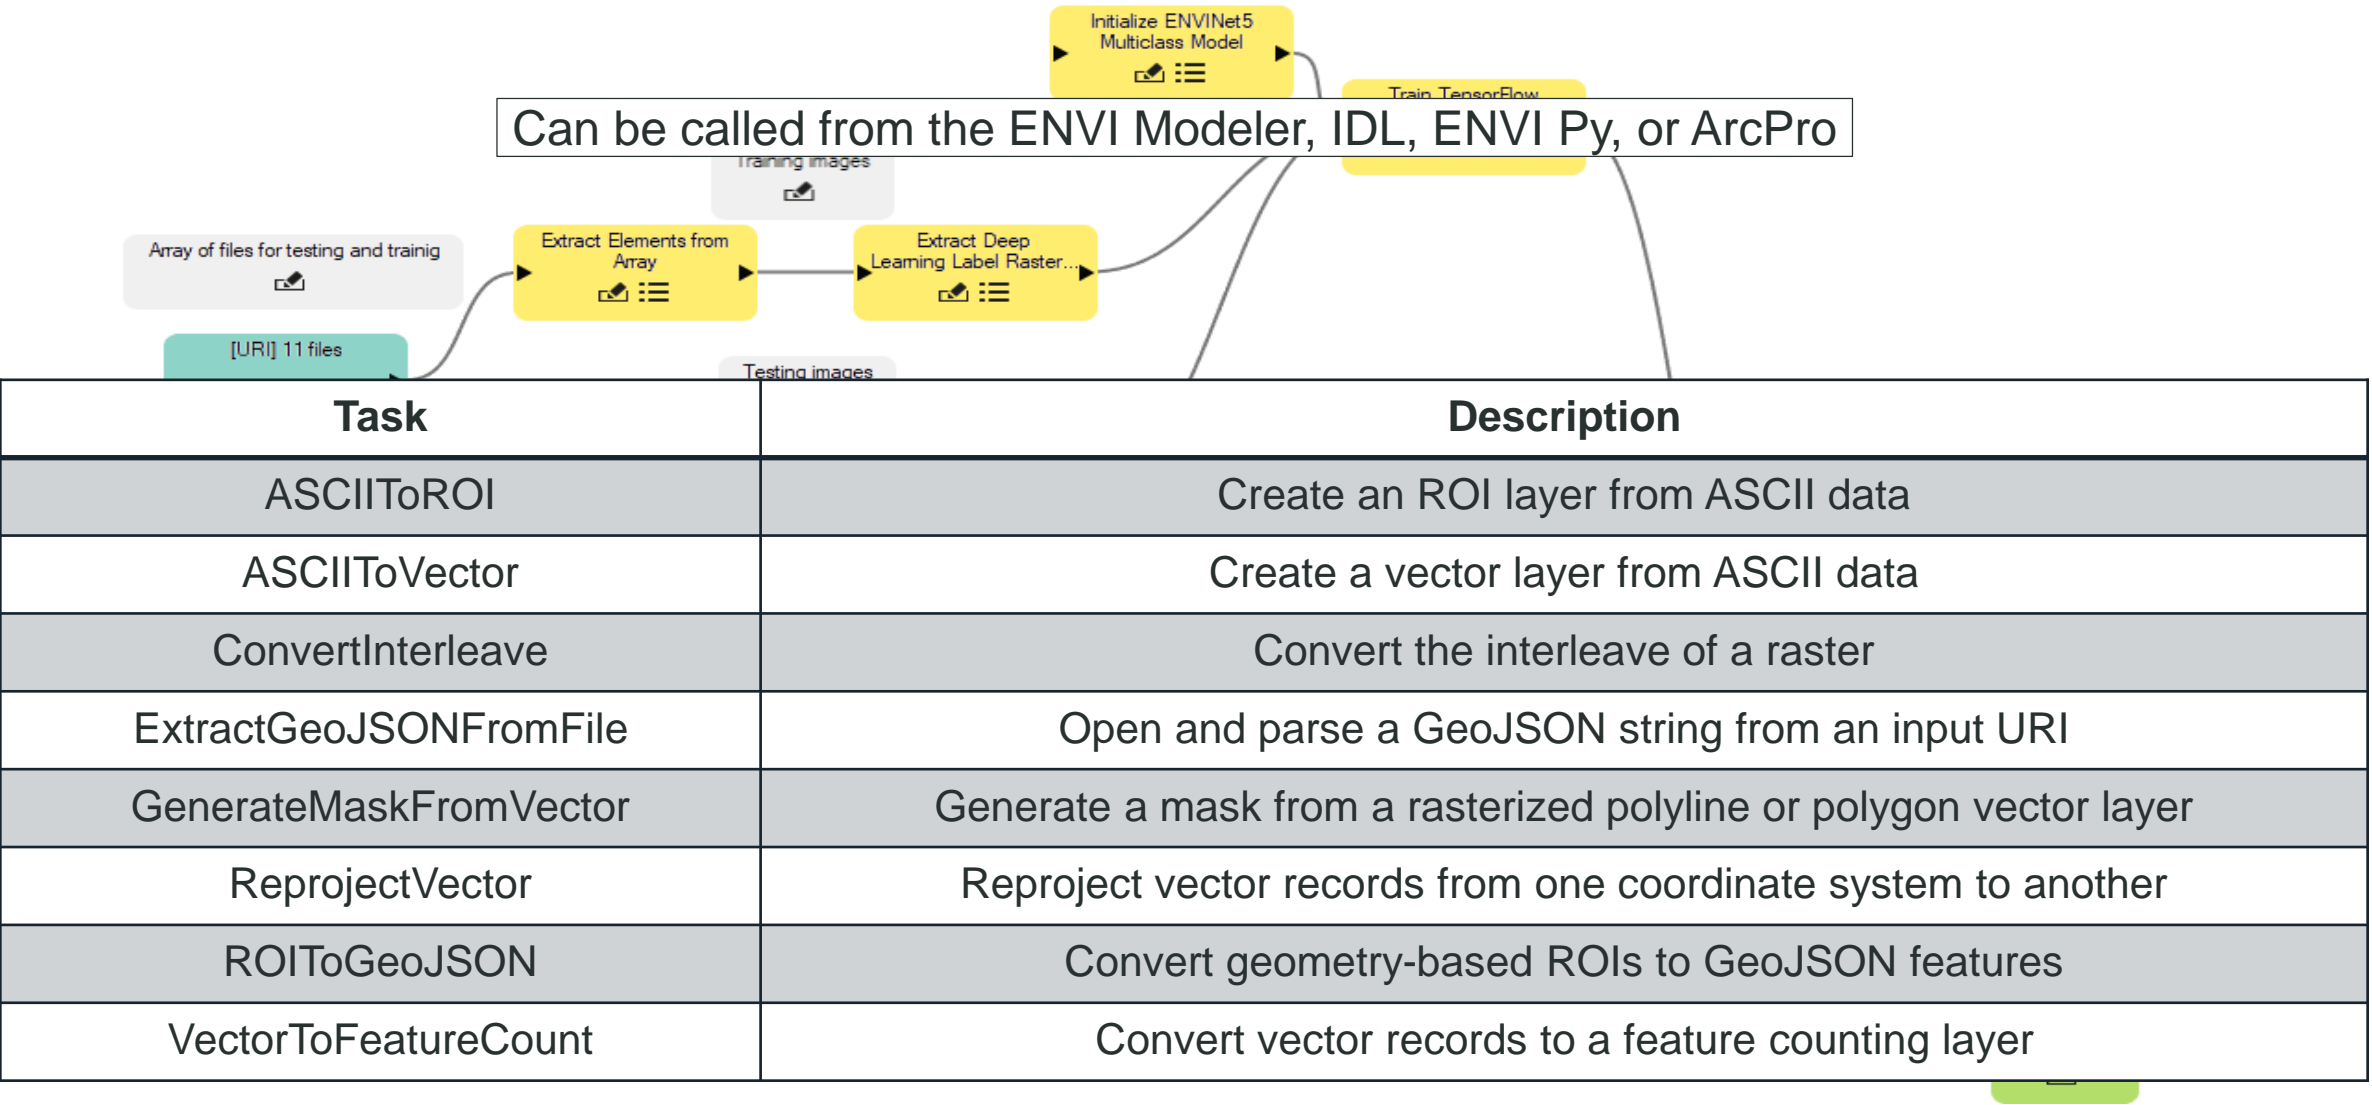 Initialize ENVINet5
Multiclass Model
Train TensorFlow
Can be called from the ENVI Modeler, IDL, ENVI Py, or ArcPro
Training images
Array of files for testing and trainig
Extract Elements from
Array
Extract Deep
Learning Label Raster...
[URI] 11 files
Testing images
Task Description
ASCIIToROI Create an ROI layer from ASCII data
ASCIIToVector Create a vector layer from ASCII data
ConvertInterleave Convert the interleave of a raster
ExtractGeoJSONFromFile Open and parse a GeoJSON string from an input URI
GenerateMaskFromVector Generate a mask from a rasterized polyline or polygon vector layer
ReprojectVector Reproject vector records from one coordinate system to another
ROIToGeoJSON Convert geometry-based ROIs to GeoJSON features
VectorToFeatureCount Convert vector records to a feature counting layer